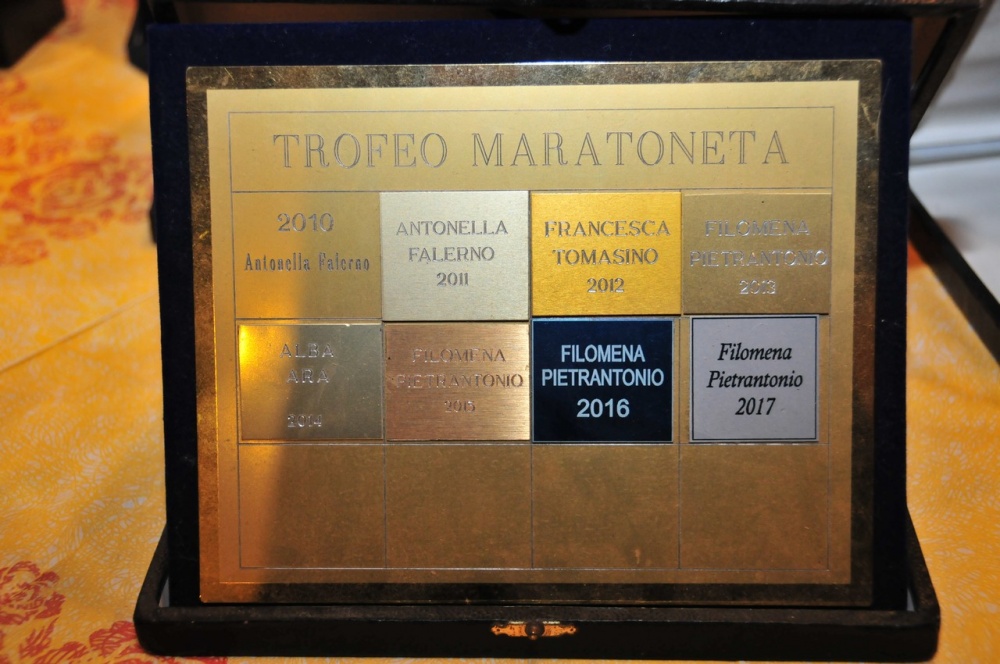 TROFEO MARATONETA
2010
Antonella Falerno
ANTONELLA
FALERNO
2011
FRANCESCA
TOMASINO
2012
FILOMENA
PIETRANTONIO
2013
ALBA
ARA
2014
FILOMENA
PIETRANTONIO
2015
FILOMENA
PIETRANTONIO
2016
Filomena
Pietrantonio
2017